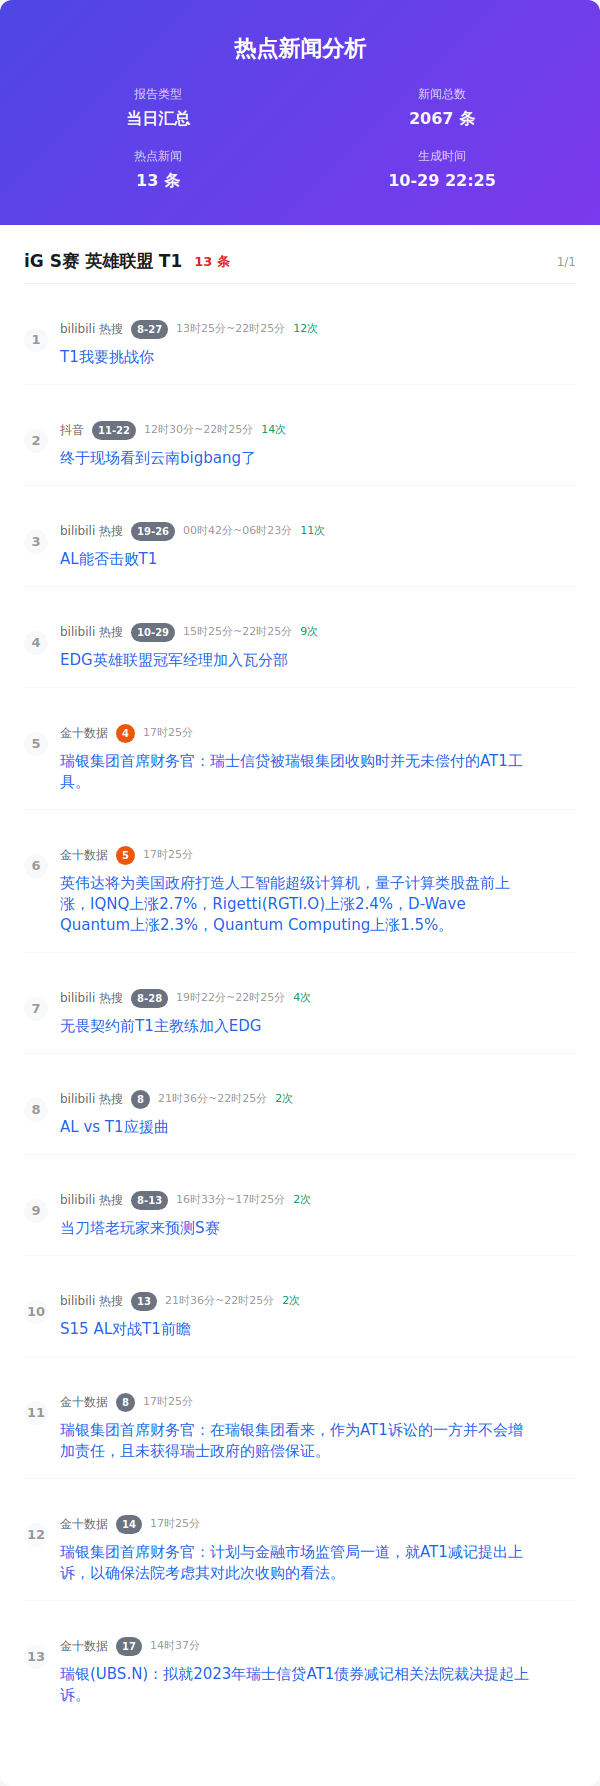 热点新闻分析
报告类型
新闻总数
当日汇总
2067 条
热点新闻
生成时间
13 条
10-29 22:25
iG S赛 英雄联盟 T1 13 条 1/1
1
bilibili 热搜 8-27 13时25分~22时25分 12次
T1我要挑战你
2
抖音 11-22 12时30分~22时25分 14次
终于现场看到云南bigbang了
3
bilibili 热搜 19-26 00时42分~06时23分 11次
AL能否击败T1
4
bilibili 热搜 10-29 15时25分~22时25分 9次
EDG英雄联盟冠军经理加入瓦分部
5
金十数据 4 17时25分
瑞银集团首席财务官：瑞士信贷被瑞银集团收购时并无未偿付的AT1工
具。
6
金十数据 5 17时25分
英伟达将为美国政府打造人工智能超级计算机，量子计算类股盘前上
涨，IQNQ上涨2.7%，Rigetti(RGTI.O)上涨2.4%，D-Wave
Quantum上涨2.3%，Quantum Computing上涨1.5%。
7
bilibili 热搜 8-28 19时22分~22时25分 4次
无畏契约前T1主教练加入EDG
8
bilibili 热搜 8 21时36分~22时25分 2次
AL vs T1应援曲
9
bilibili 热搜 8-13 16时33分~17时25分 2次
当刀塔老玩家来预测S赛
10
bilibili 热搜 13 21时36分~22时25分 2次
S15 AL对战T1前瞻
11
金十数据 8 17时25分
瑞银集团首席财务官：在瑞银集团看来，作为AT1诉讼的一方并不会增
加责任，且未获得瑞士政府的赔偿保证。
12
金十数据 14 17时25分
瑞银集团首席财务官：计划与金融市场监管局一道，就AT1减记提出上
诉，以确保法院考虑其对此次收购的看法。
13
金十数据 17 14时37分
瑞银(UBS.N)：拟就2023年瑞士信贷AT1债券减记相关法院裁决提起上
诉。